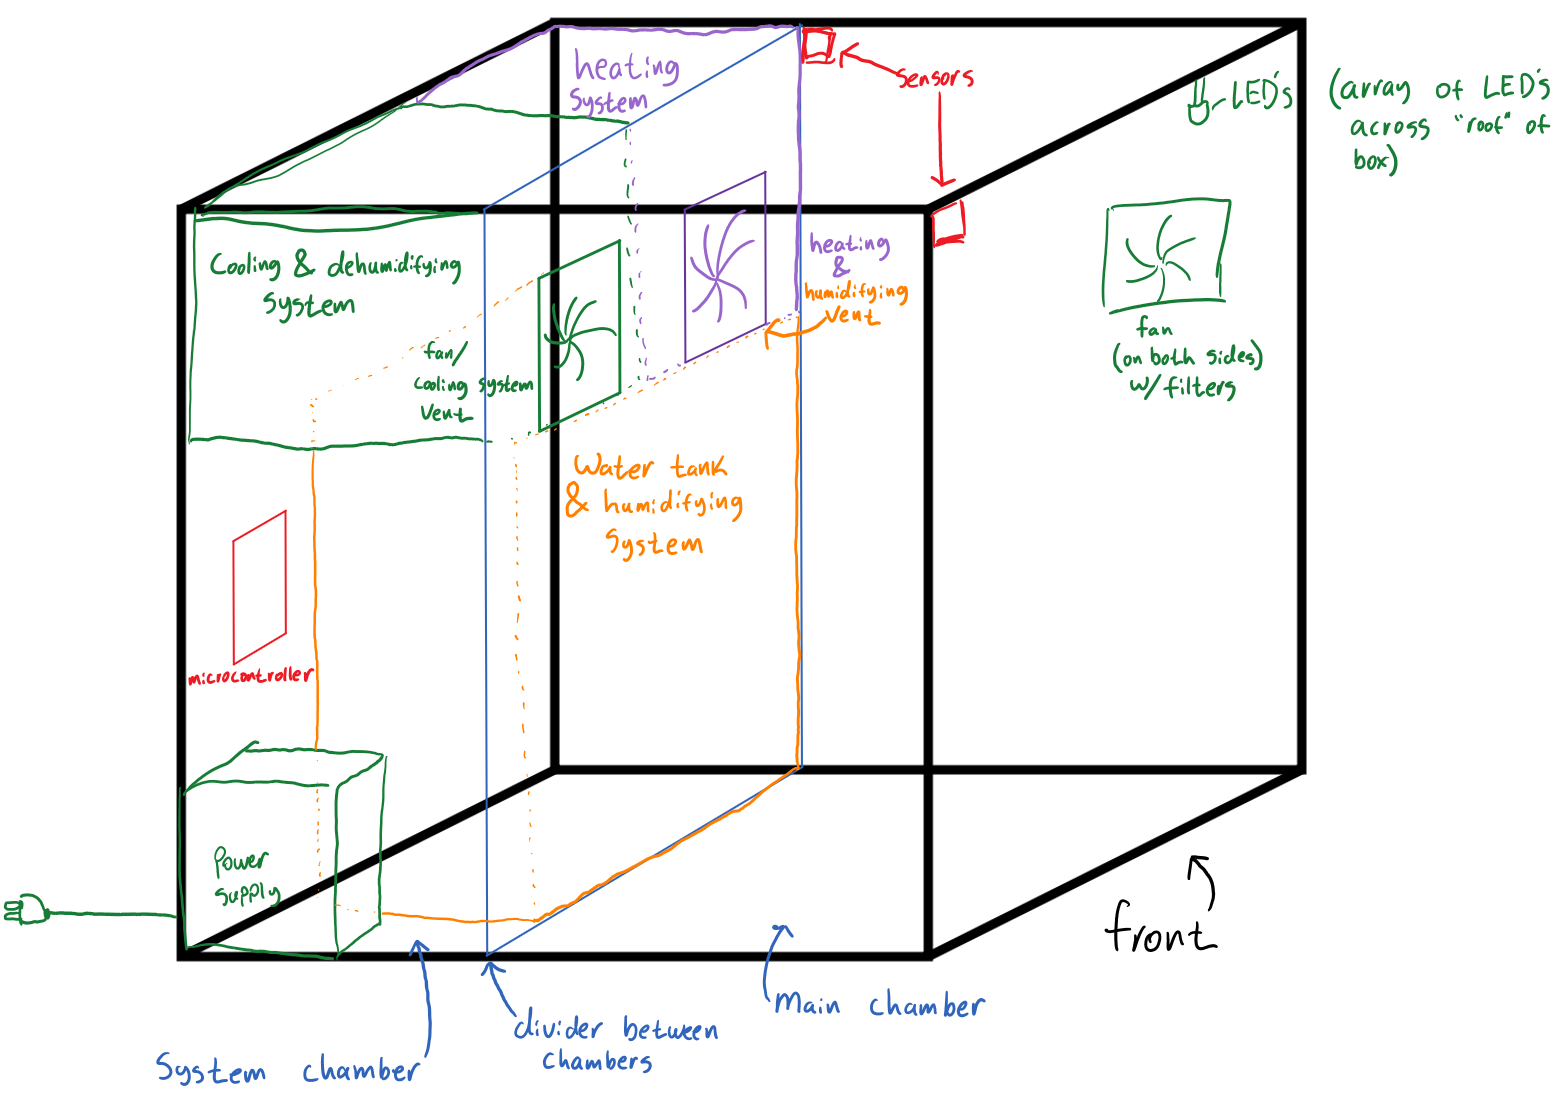 heating
System
Sensors
LED's
(array of LED's
across "roof" of
box)
Cooling & dehumidifying
System
heating
&
humidifying
Vent
fan/
Cooling system
Vent
fan
(on both sides)
w/filters
Water tank
& humidifying
System
microcontroller
Power
Supply
front
Main chamber
divider between
chambers
System chamber